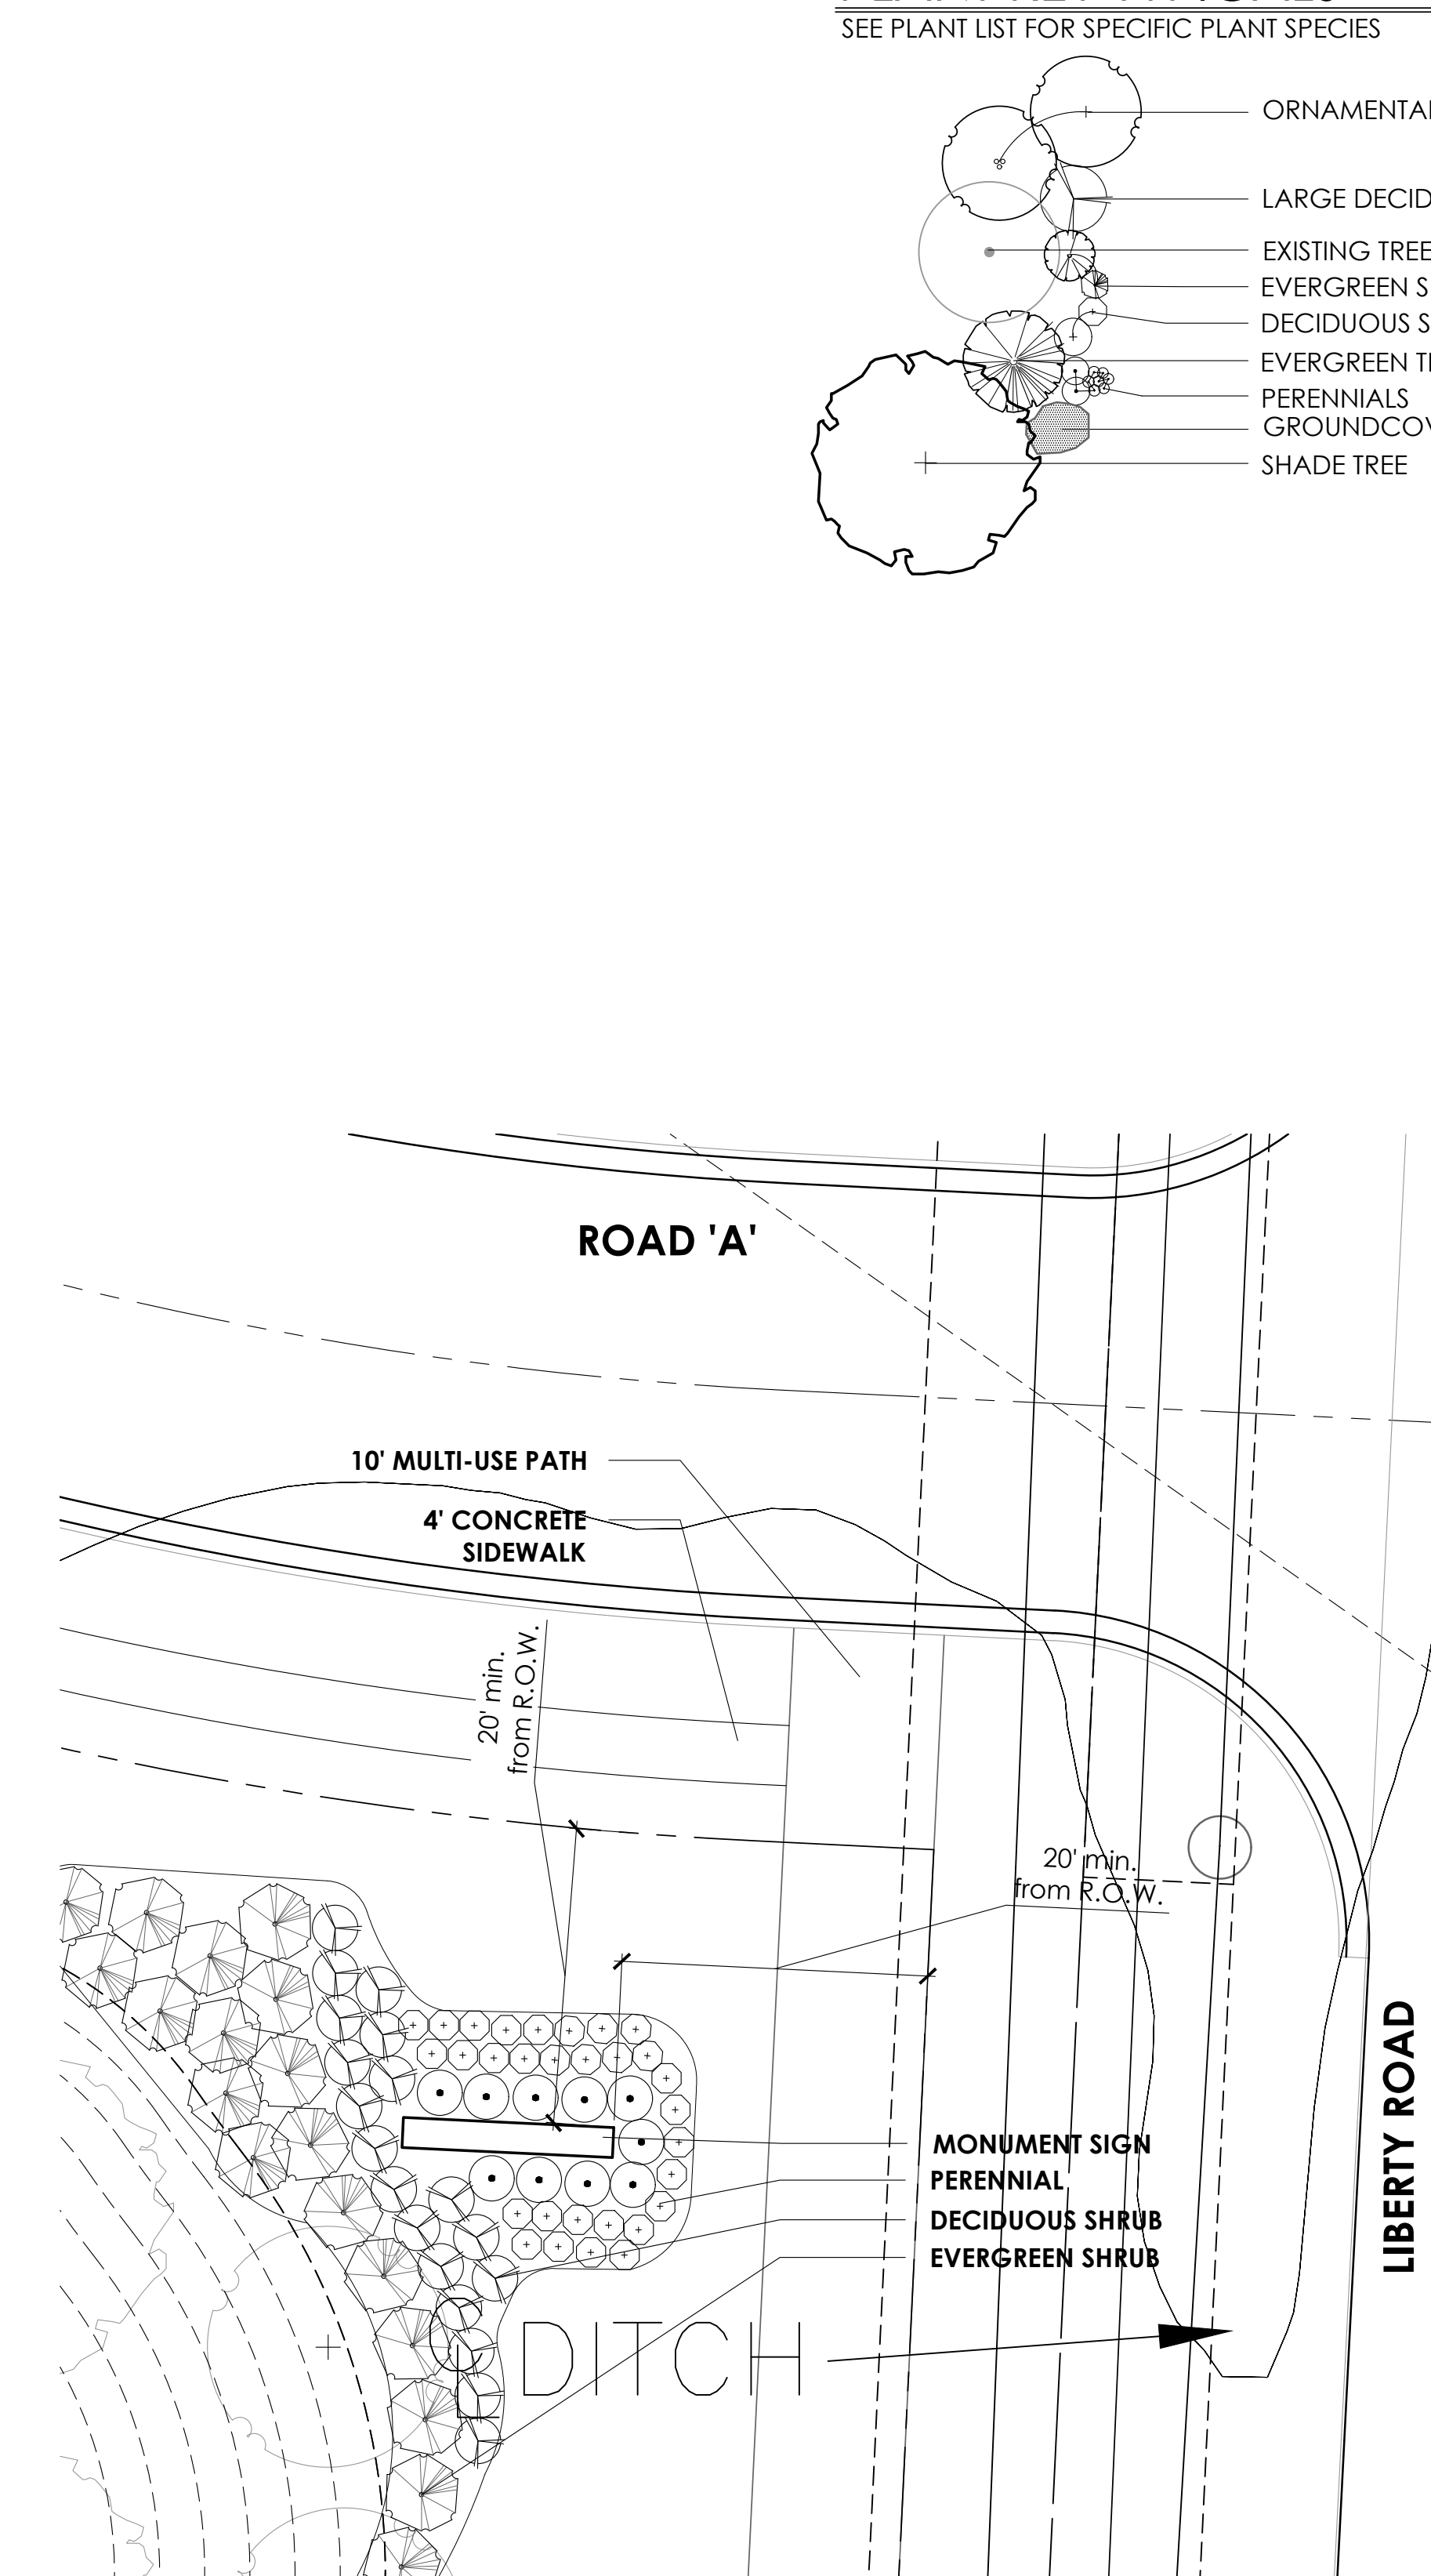 SEE PLANT LIST FOR SPECIFIC PLANT SPECIES
ORNAMENTAL
LARGE DECID
EXISTING TREE
EVERGREEN S
DECIDUOUS S
EVERGREEN T
PERENNIALS
GROUNDCOV
SHADE TREE
ROAD 'A'
10' MULTI-USE PATH
4' CONCRETE
SIDEWALK
20' min.
from R.O.W.
20' min.
from R.O.W.
MONUMENT SIGN
PERENNIAL
DECIDUOUS SHRUB
EVERGREEN SHRUB
LIBERTY ROAD
CL DITCH